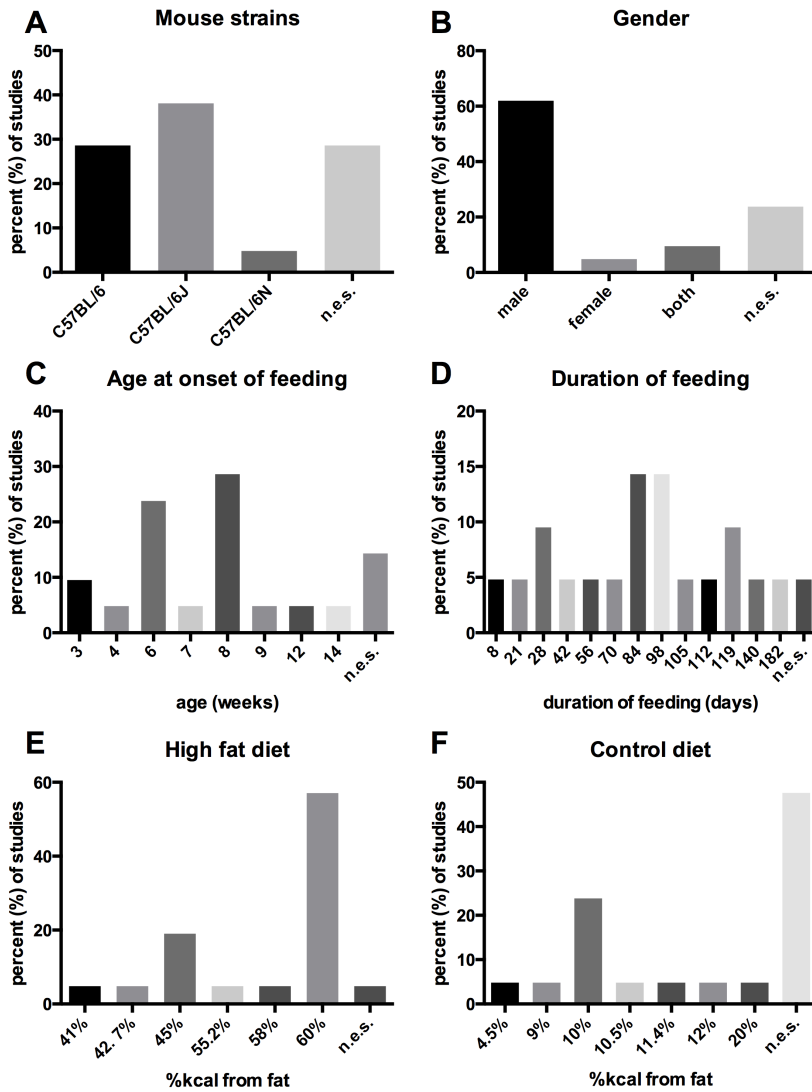 A
Mouse strains
percent (%) of studies
50
40
30
20
10
0
C57BL/6
C57BL/6J
C57BL/6N
n.e.s.
B
Gender
percent (%) of studies
80
60
40
20
0
male
female
both
n.e.s.
C
Age at onset of feeding
percent (%) of studies
40
30
20
10
0
3
4
6
7
8
9
12
14
n.e.s.
age (weeks)
D
Duration of feeding
percent (%) of studies
20
15
10
5
0
8
21
28
42
56
70
84
98
105
112
119
140
182
n.e.s.
duration of feeding (days)
E
High fat diet
percent (%) of studies
60
40
20
0
41%
42. 7%
45%
55.2%
58%
60%
n.e.s.
%kcal from fat
F
Control diet
percent (%) of studies
50
40
30
20
10
0
4.5%
9%
10%
10.5%
11.4%
12%
20%
n.e.s.
%kcal from fat